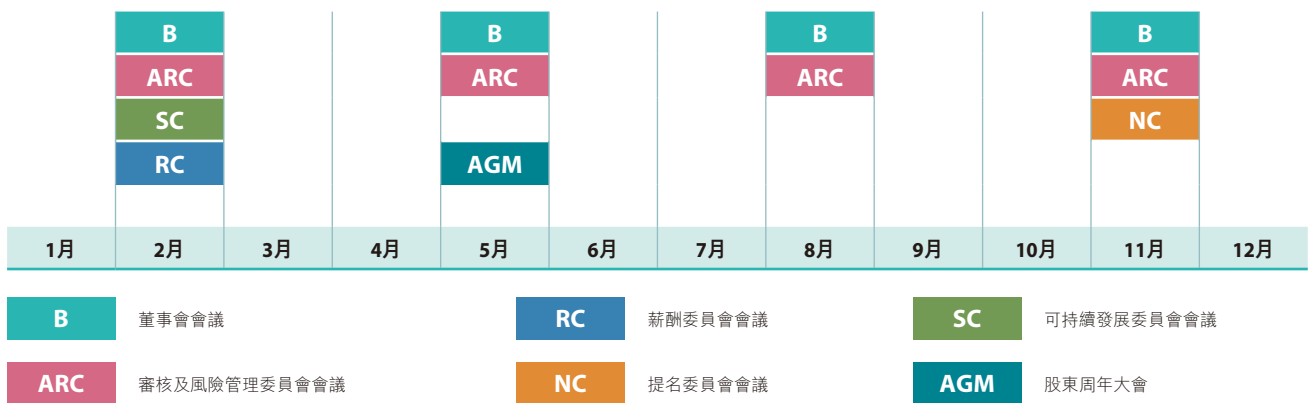 B B B B
ARC ARC ARC ARC
SC NC
RC AGM
1月 2月 3月 4月 5月 6月 7月 8月 9月 10月 11月 12月
B 董事會會議 RC 薪酬委員會會議 SC 可持續發展委員會會議
ARC 審核及風險管理委員會會議 NC 提名委員會會議 AGM 股東周年大會